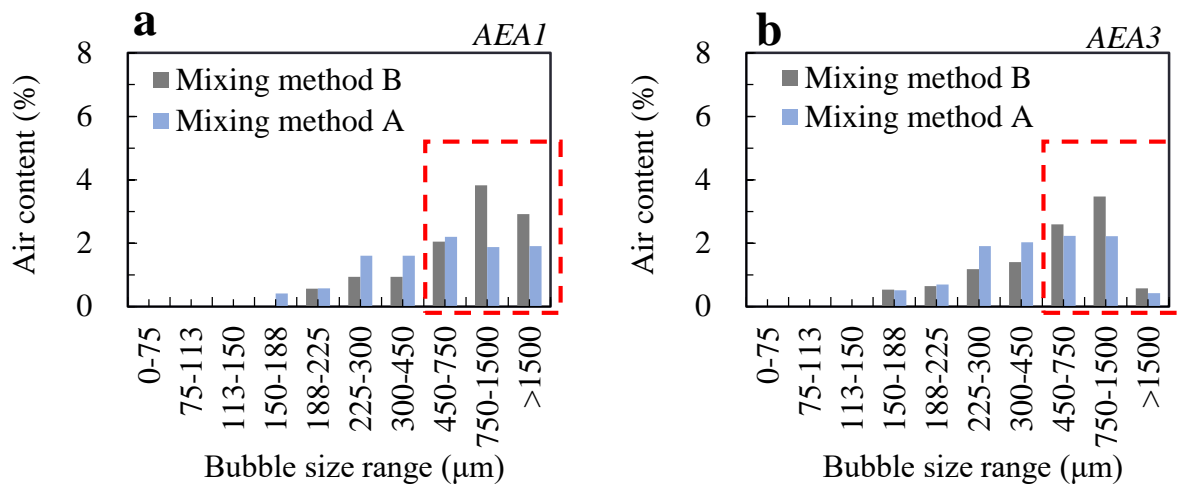 a
AEA1
8
6
4
2
0
Air content (%)
Mixing method B
Mixing method A
0-75
75-113
113-150
150-188
188-225
225-300
300-450
450-750
750-1500
>1500
Bubble size range (μm)
b
AEA3
8
6
4
2
0
Air content (%)
Mixing method B
Mixing method A
0-75
75-113
113-150
150-188
188-225
225-300
300-450
450-750
750-1500
>1500
Bubble size range (μm)